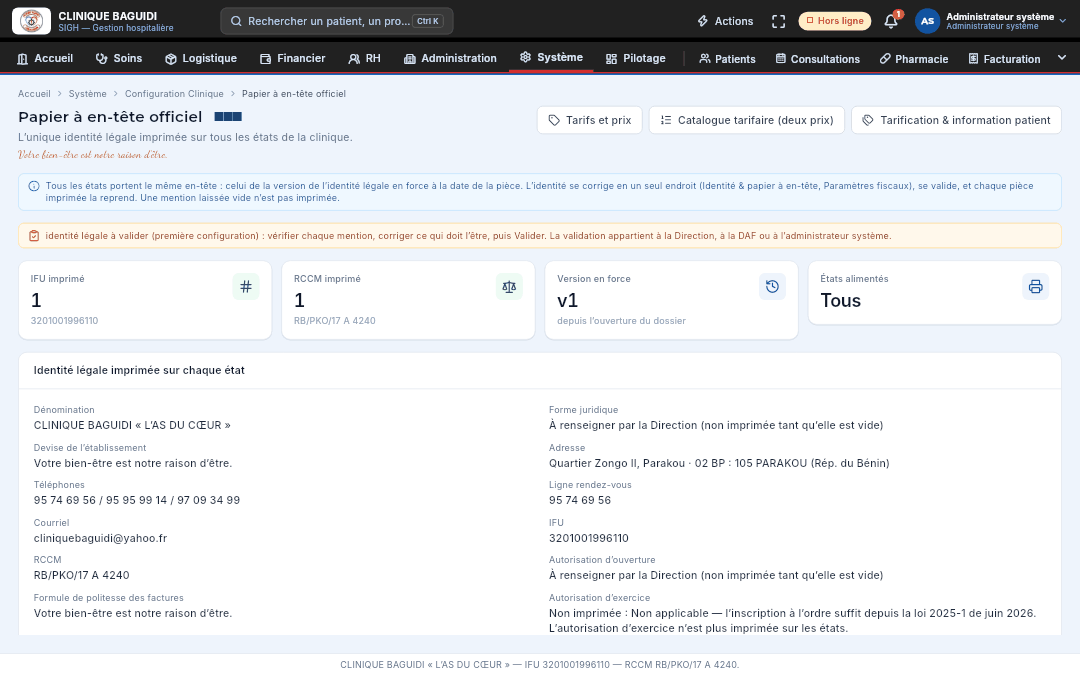 CLINIQUE BAGUIDI
SIGH — Gestion hospitalière
Rechercher un patient, un pro... Ctrl K
Actions
Hors ligne
1
AS
Administrateur système
Administrateur système
Accueil
Soins
Logistique
Financier
RH
Administration
Système
Pilotage
Patients
Consultations
Pharmacie
Facturation
Accueil > Système > Configuration Clinique > Papier à en-tête officiel
Papier à en-tête officiel
L'unique identité légale imprimée sur tous les états de la clinique.
Votre bien-être est notre raison d'être.
Tarifs et prix
Catalogue tarifaire (deux prix)
Tarification & information patient
Tous les états portent le même en-tête : celui de la version de l'identité légale en force à la date de la pièce. L'identité se corrige en un seul endroit (Identité & papier à en-tête, Paramètres fiscaux), se valide, et chaque pièce
imprimée la reprend. Une mention laissée vide n'est pas imprimée.
identité légale à valider (première configuration) : vérifier chaque mention, corriger ce qui doit l'être, puis Valider. La validation appartient à la Direction, à la DAF ou à l'administrateur système.
IFU imprimé
1
3201001996110
RCCM imprimé
1
RB/PKO/17 A 4240
Version en force
v1
depuis l'ouverture du dossier
États alimentés
Tous
Identité légale imprimée sur chaque état
Dénomination
CLINIQUE BAGUIDI « L'AS DU CŒUR »
Forme juridique
À renseigner par la Direction (non imprimée tant qu'elle est vide)
Devise de l'établissement
Votre bien-être est notre raison d'être.
Adresse
Quartier Zongo II, Parakou · 02 BP : 105 PARAKOU (Rép. du Bénin)
Téléphones
95 74 69 56 / 95 95 99 14 / 97 09 34 99
Ligne rendez-vous
95 74 69 56
Courriel
cliniquebaguidi@yahoo.fr
IFU
3201001996110
RCCM
RB/PKO/17 A 4240
Autorisation d'ouverture
À renseigner par la Direction (non imprimée tant qu'elle est vide)
Formule de politesse des factures
Votre bien-être est notre raison d'être.
Autorisation d'exercice
Non imprimée : Non applicable — l'inscription à l'ordre suffit depuis la loi 2025-1 de juin 2026.
L'autorisation d'exercice n'est plus imprimée sur les états.
CLINIQUE BAGUIDI « L'AS DU CŒUR » — IFU 3201001996110 — RCCM RB/PKO/17 A 4240.